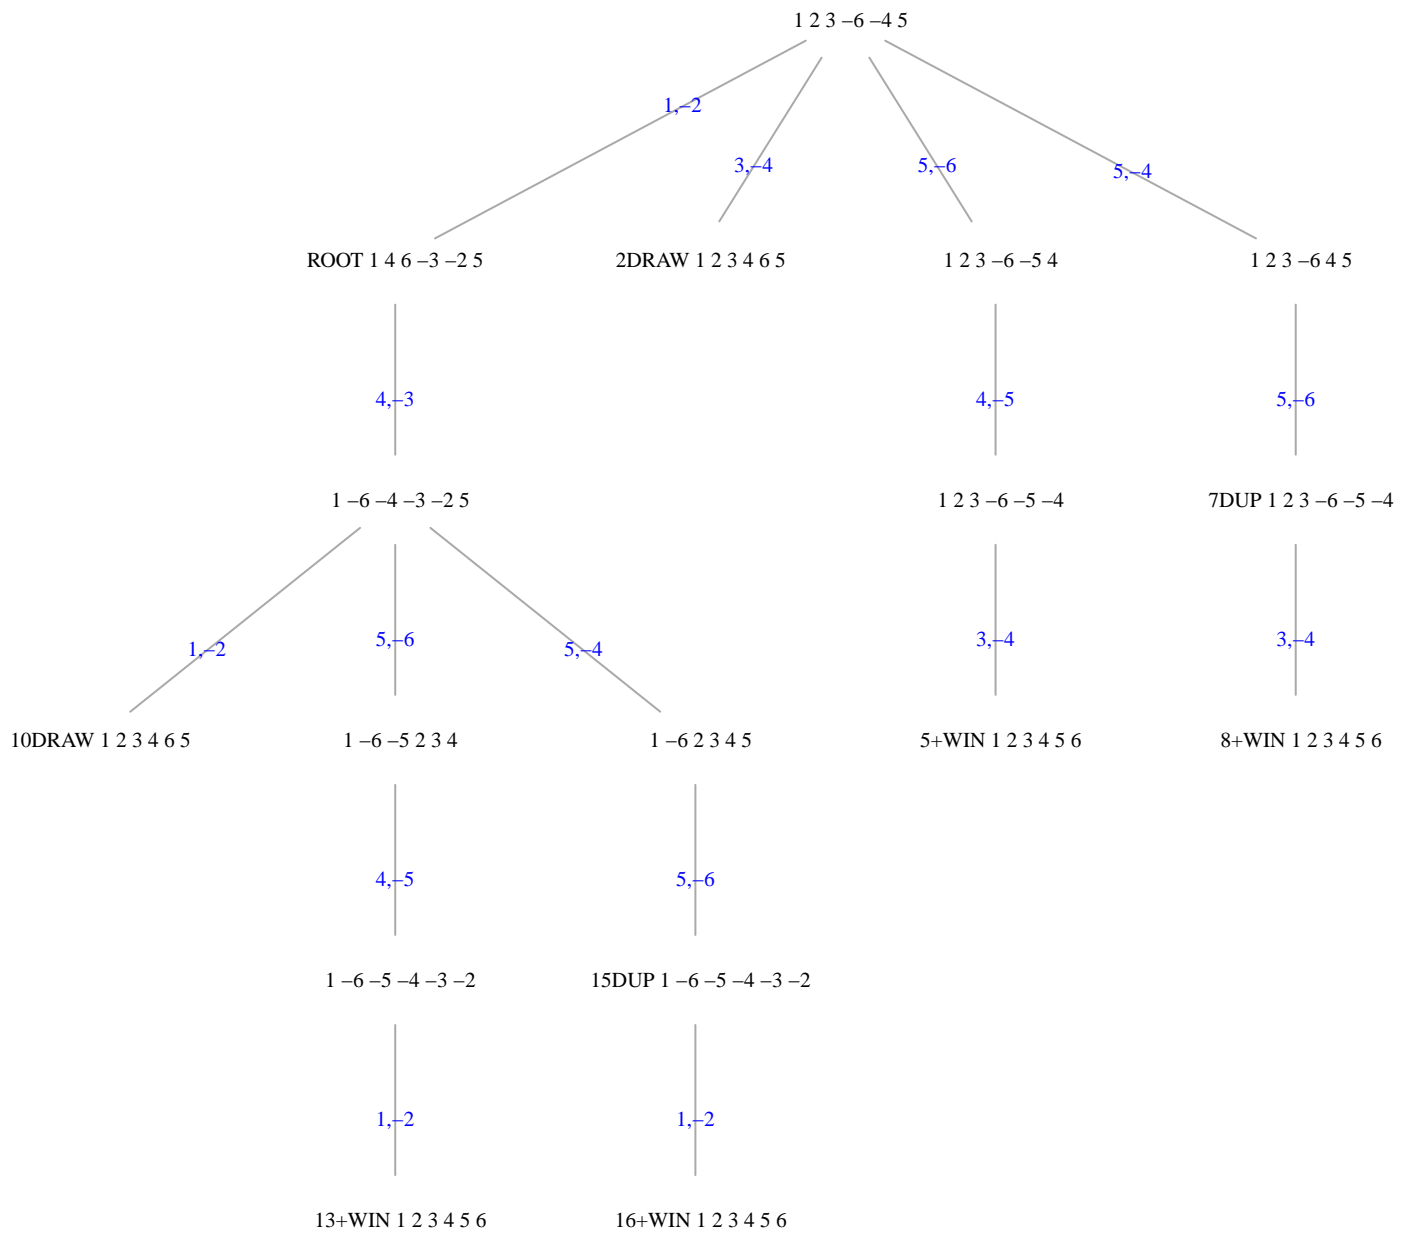 1 2 3 –6 –4 5
1,–2
3,–4
5,–6
5,–4
ROOT 1 4 6 –3 –2 5
2DRAW 1 2 3 4 6 5
1 2 3 –6 –5 4
1 2 3 –6 4 5
4,–3
4,–5
5,–6
1 –6 –4 –3 –2 5
1 2 3 –6 –5 –4
7DUP 1 2 3 –6 –5 –4
1,–2
5,–6
5,–4
3,–4
3,–4
10DRAW 1 2 3 4 6 5
1 –6 –5 2 3 4
1 –6 2 3 4 5
5+WIN 1 2 3 4 5 6
8+WIN 1 2 3 4 5 6
4,–5
5,–6
1 –6 –5 –4 –3 –2
15DUP 1 –6 –5 –4 –3 –2
1,–2
1,–2
13+WIN 1 2 3 4 5 6
16+WIN 1 2 3 4 5 6